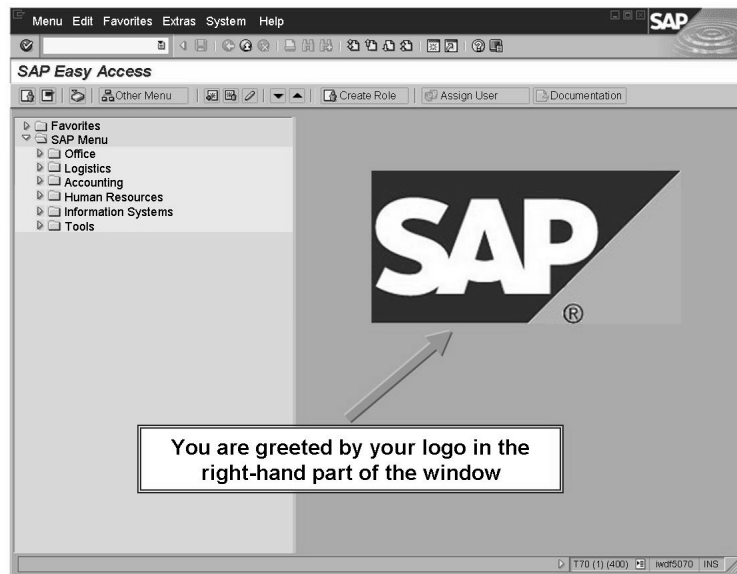 Menu Edit Favorites Extras System Help
SAP
SAP Easy Access
Other Menu Create Role Assign User Documentation
Favorites
SAP Menu
Office
Logistics
Accounting
Human Resources
Information Systems
Tools
SAP
®
You are greeted by your logo in the
right-hand part of the window
T70 (1) (400) iwdf5070 INS